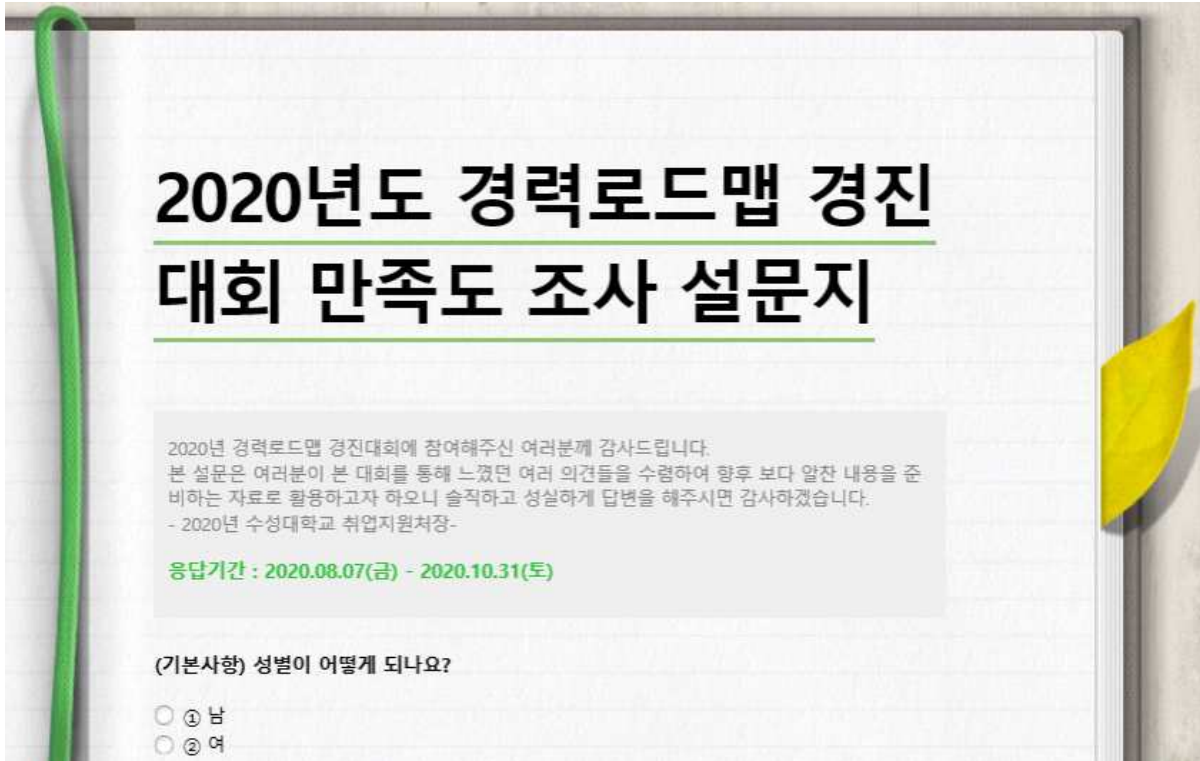 2020년도 경력로드맵 경진
대회 만족도 조사 설문지
2020년 경력로드맵 경진대회에 참여해주신 여러분께 감사드립니다.
본 설문은 여러분이 본 대회를 통해 느꼈던 여러 의견들을 수렴하여 향후 보다 알찬 내용을 준
비하는 자료로 활용하고자 하오니 솔직하고 성실하게 답변을 해주시면 감사하겠습니다.
- 2020년 수성대학교 취업지원처장-
응답기간 : 2020.08.07(금) - 2020.10.31(토)
(기본사항) 성별이 어떻게 되나요?
① 남
② 여